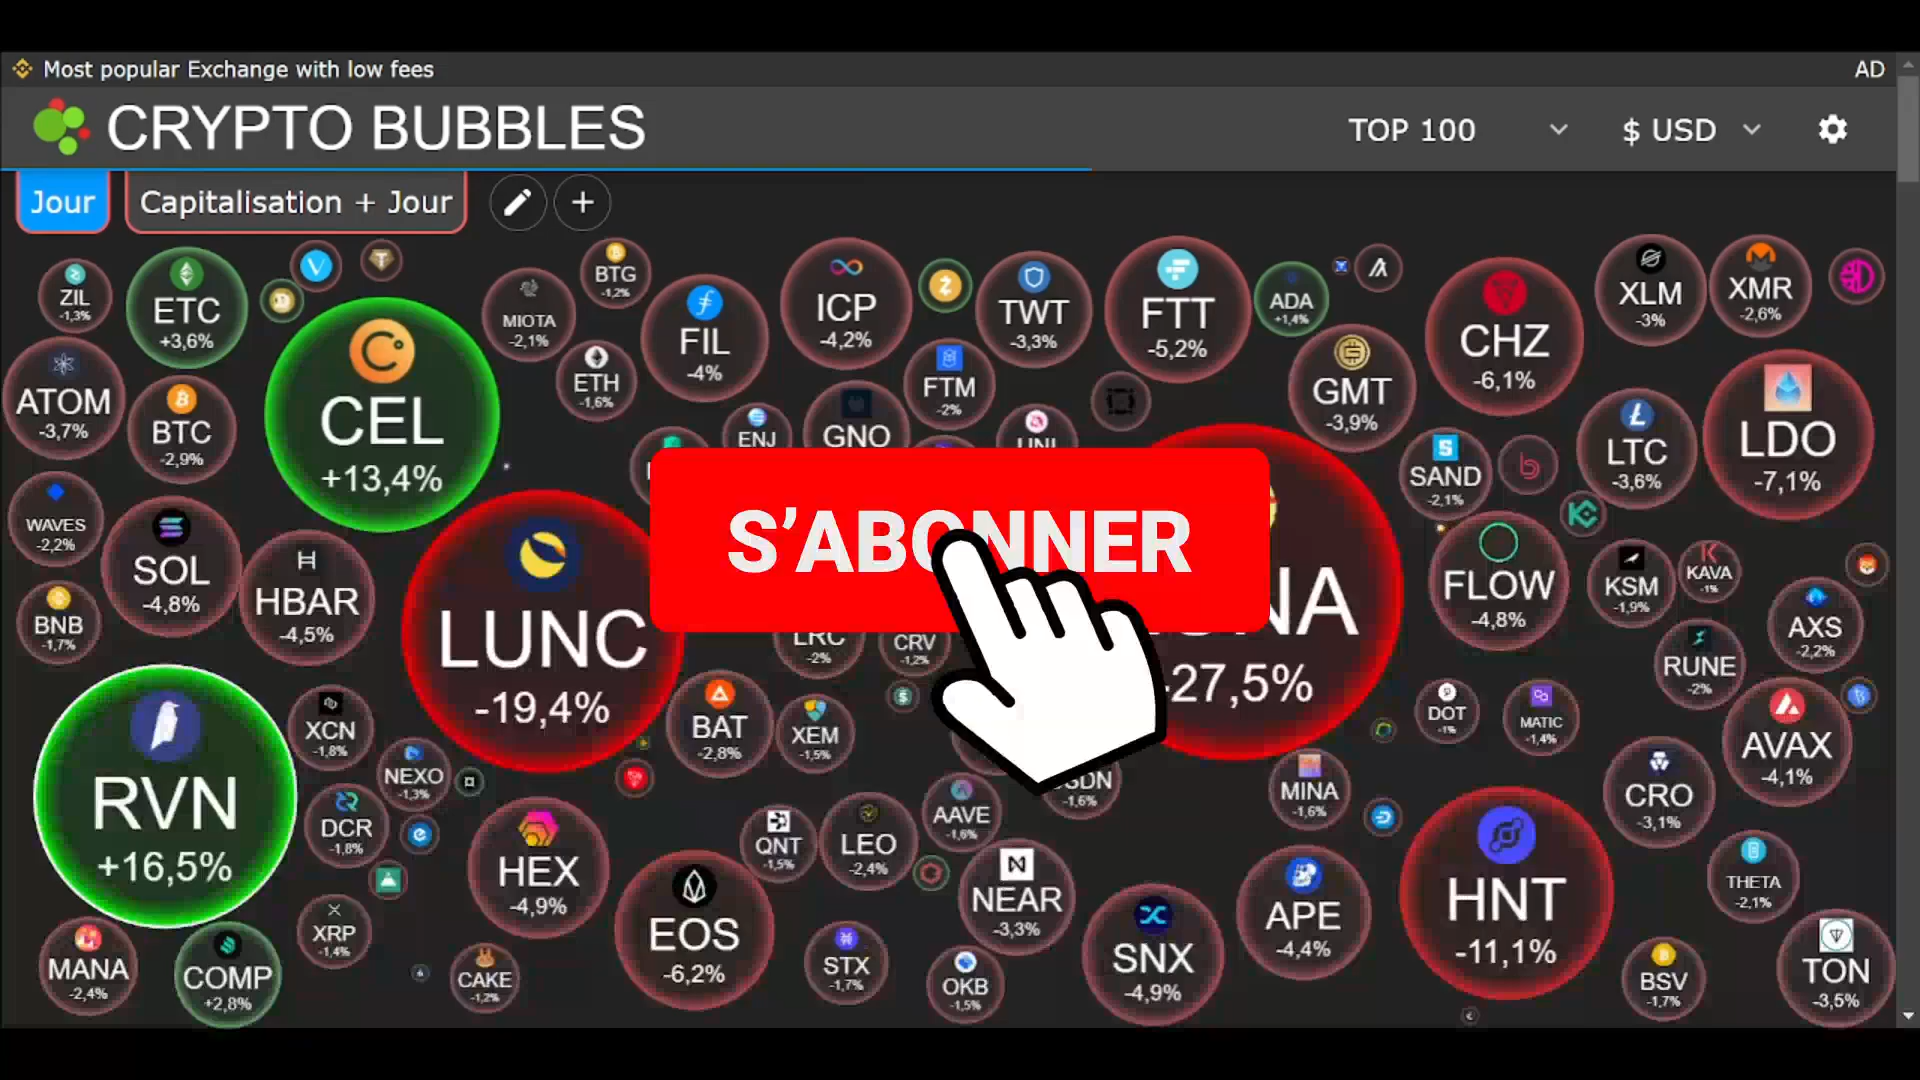 Most popular Exchange with low fees
AD
CRYPTO BUBBLES
TOP 100
$ USD
Jour
Capitalisation + Jour
ZIL
-1,3%
ETC
+3,6%
CEL
+13,4%
MIOTA
-2,1%
BTG
-1,2%
ETH
-1,6%
FIL
-4%
ICP
-4,2%
TWT
-3,3%
FTM
-2%
FTT
-5,2%
ADA
+1,4%
GMT
-3,9%
CHZ
-6,1%
XLM
-3%
XMR
-2,6%
LDO
-7,1%
ATOM
-3,7%
BTC
-2,9%
ENJ
GNO
UNI
SAND
-2,1%
LTC
-3,6%
S'ABONNER
WAVES
-2,2%
SOL
-4,8%
HBAR
-4,5%
LUNC
-19,4%
NA
-27,5%
FLOW
-4,8%
KSM
-1,9%
KAVA
-1%
AXS
-2,2%
BNB
-1,7%
LRC
-2%
CRV
-1,2%
RUNE
-2%
RVN
+16,5%
XCN
-1,8%
BAT
-2,8%
XEM
-1,5%
DOT
-1%
MATIC
-1,4%
AVAX
-4,1%
NEXO
-1,3%
SDN
-1,6%
MINA
-1,6%
CRO
-3,1%
DCR
-1,8%
HEX
-4,9%
QNT
-1,5%
LEO
-2,4%
AAVE
-1,6%
NEAR
-3,3%
APE
-4,4%
HNT
-11,1%
THETA
-2,1%
XRP
-1,4%
EOS
-6,2%
MANA
-2,4%
COMP
+2,8%
CAKE
-1,2%
STX
-1,7%
OKB
-1,5%
SNX
-4,9%
BSV
-1,7%
TON
-3,5%